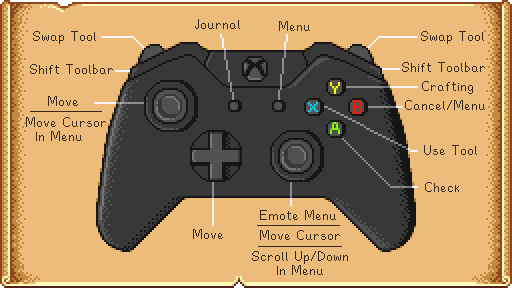 Journal
Menu
Swap Tool
Swap Tool
Shift Toolbar
Shift Toolbar
Y
Crafting
Move
X
B
Cancel/Menu
Move Cursor
In Menu
A
Use Tool
Check
Move
Emote Menu
Move Cursor
Scroll Up/Down
In Menu